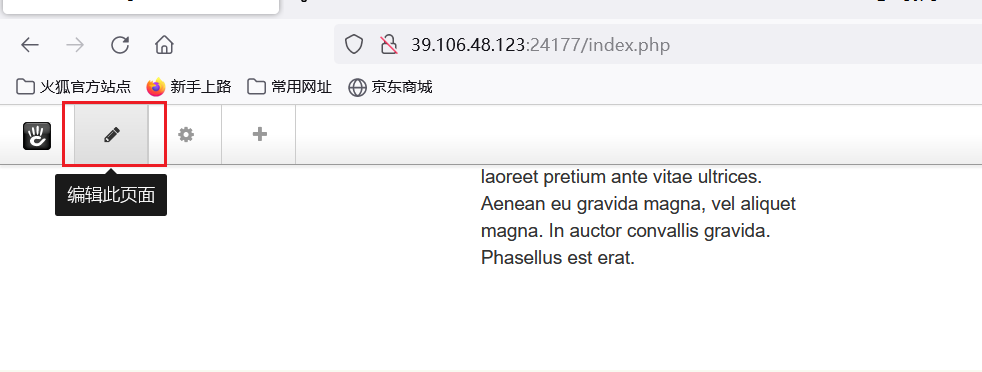 39.106.48.123:24177/index.php
火狐官方站点 新手上路 常用网址 京东商城
编辑此页面
laoreet pretium ante vitae ultrices.
Aenean eu gravida magna, vel aliquet
magna. In auctor convallis gravida.
Phasellus est erat.